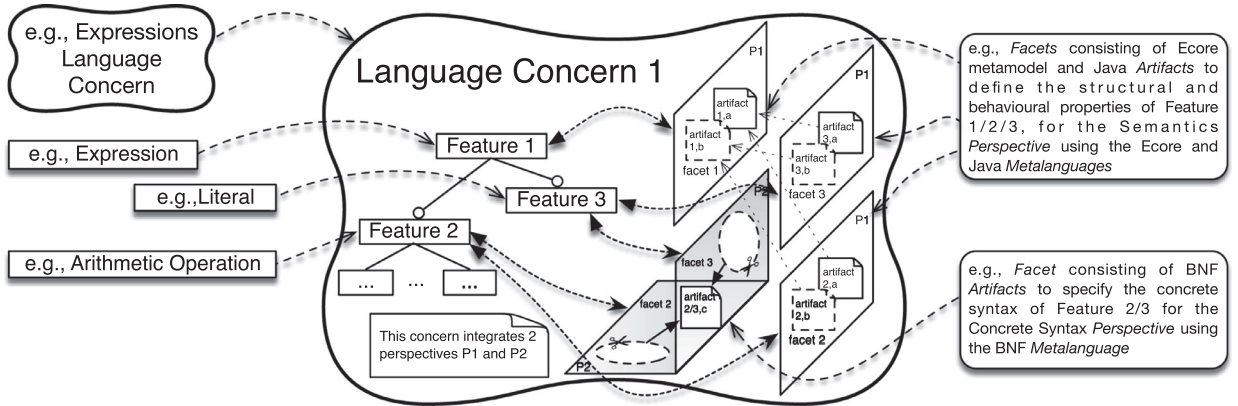 e.g., Expressions
Language
Concern
e.g., Expression
e.g.,Literal
e.g., Arithmetic Operation
Language Concern 1
Feature 1
Feature 3
Feature 2
...
...
...
This concern integrates 2
perspectives P1 and P2
P1
artifact
1,a
artifact
1,b
facet 1
P1
artifact
3,a
artifact
3,b
facet 3
P2
facet 3
facet 2
artifact
2/3,c
P2
P1
artifact
2,a
artifact
2,b
facet 2
e.g., Facets consisting of Ecore
metamodel and Java Artifacts to
define the structural and
behavioural properties of Feature
1/2/3, for the Semantics
Perspective using the Ecore and
Java Metalanguages
e.g., Facet consisting of BNF
Artifacts to specify the concrete
syntax of Feature 2/3 for the
Concrete Syntax Perspective using
the BNF Metalanguage